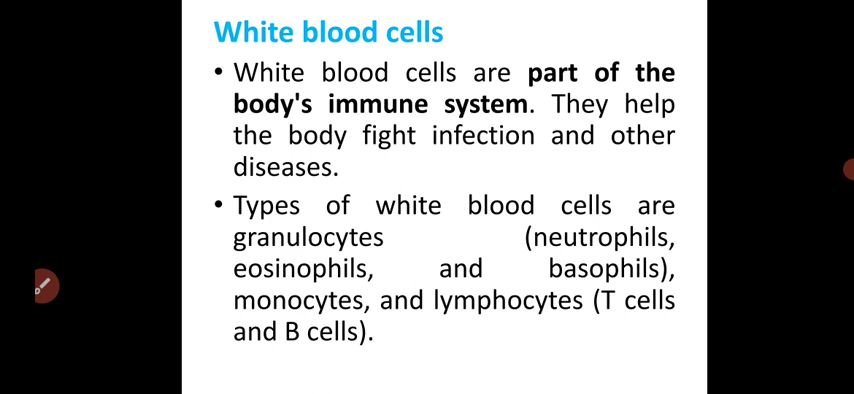 White blood cells
• White blood cells are part of the
body's immune system. They help
the body fight infection and other
diseases.
• Types of white blood cells are
granulocytes (neutrophils,
eosinophils, and basophils),
monocytes, and lymphocytes (T cells
and B cells).